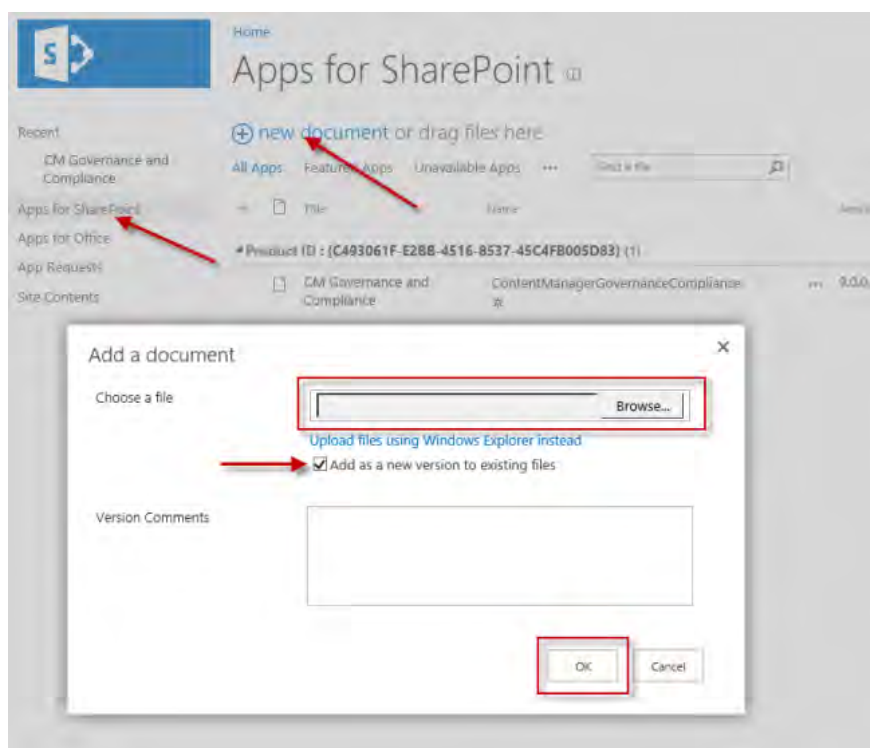 S
Home
Apps for SharePoint
Recent
CM Governance and
Compliance
Apps for SharePoint
Apps for Office
App Requests
Site Contents
new document or drag files here
All Apps Featured Apps Unavailable Apps ••• Find a file
Title Name
Product ID : {C493061F-E2BB-4516-8537-45C4FB005D83} (1)
CM Governance and
Compliance
ContentManagerGovernanceCompliance
••• 9.0.0.
Add a document
Choose a file
Browse...
Upload files using Windows Explorer instead
Add as a new version to existing files
Version Comments
OK Cancel